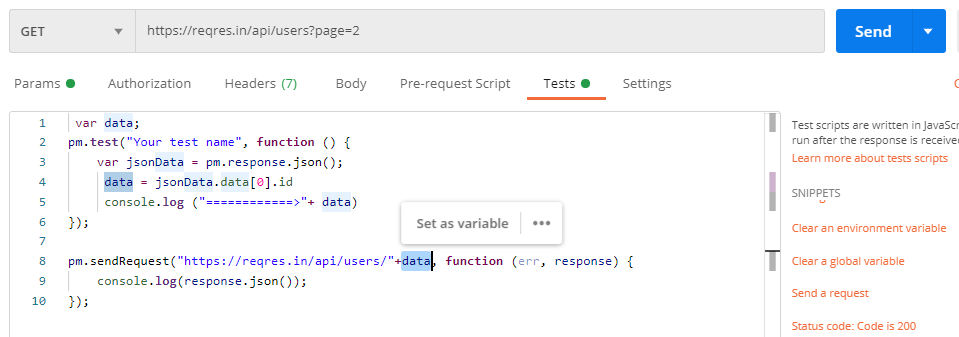 GET https://reqres.in/api/users?page=2 Send
Params Authorization Headers (7) Body Pre-request Script Tests Settings
1 var data;
2 pm.test("Your test name", function () {
3 var jsonData = pm.response.json();
4 data = jsonData.data[0].id
5 console.log ("============>"+ data)
6 });
7
8 pm.sendRequest("https://reqres.in/api/users/"+data, function (err, response) {
9 console.log(response.json());
10 });
Set as variable •••
Test scripts are written in JavaScri
run after the response is received
Learn more about tests scripts
SNIPPETS
Clear an environment variable
Clear a global variable
Send a request
Status code: Code is 200